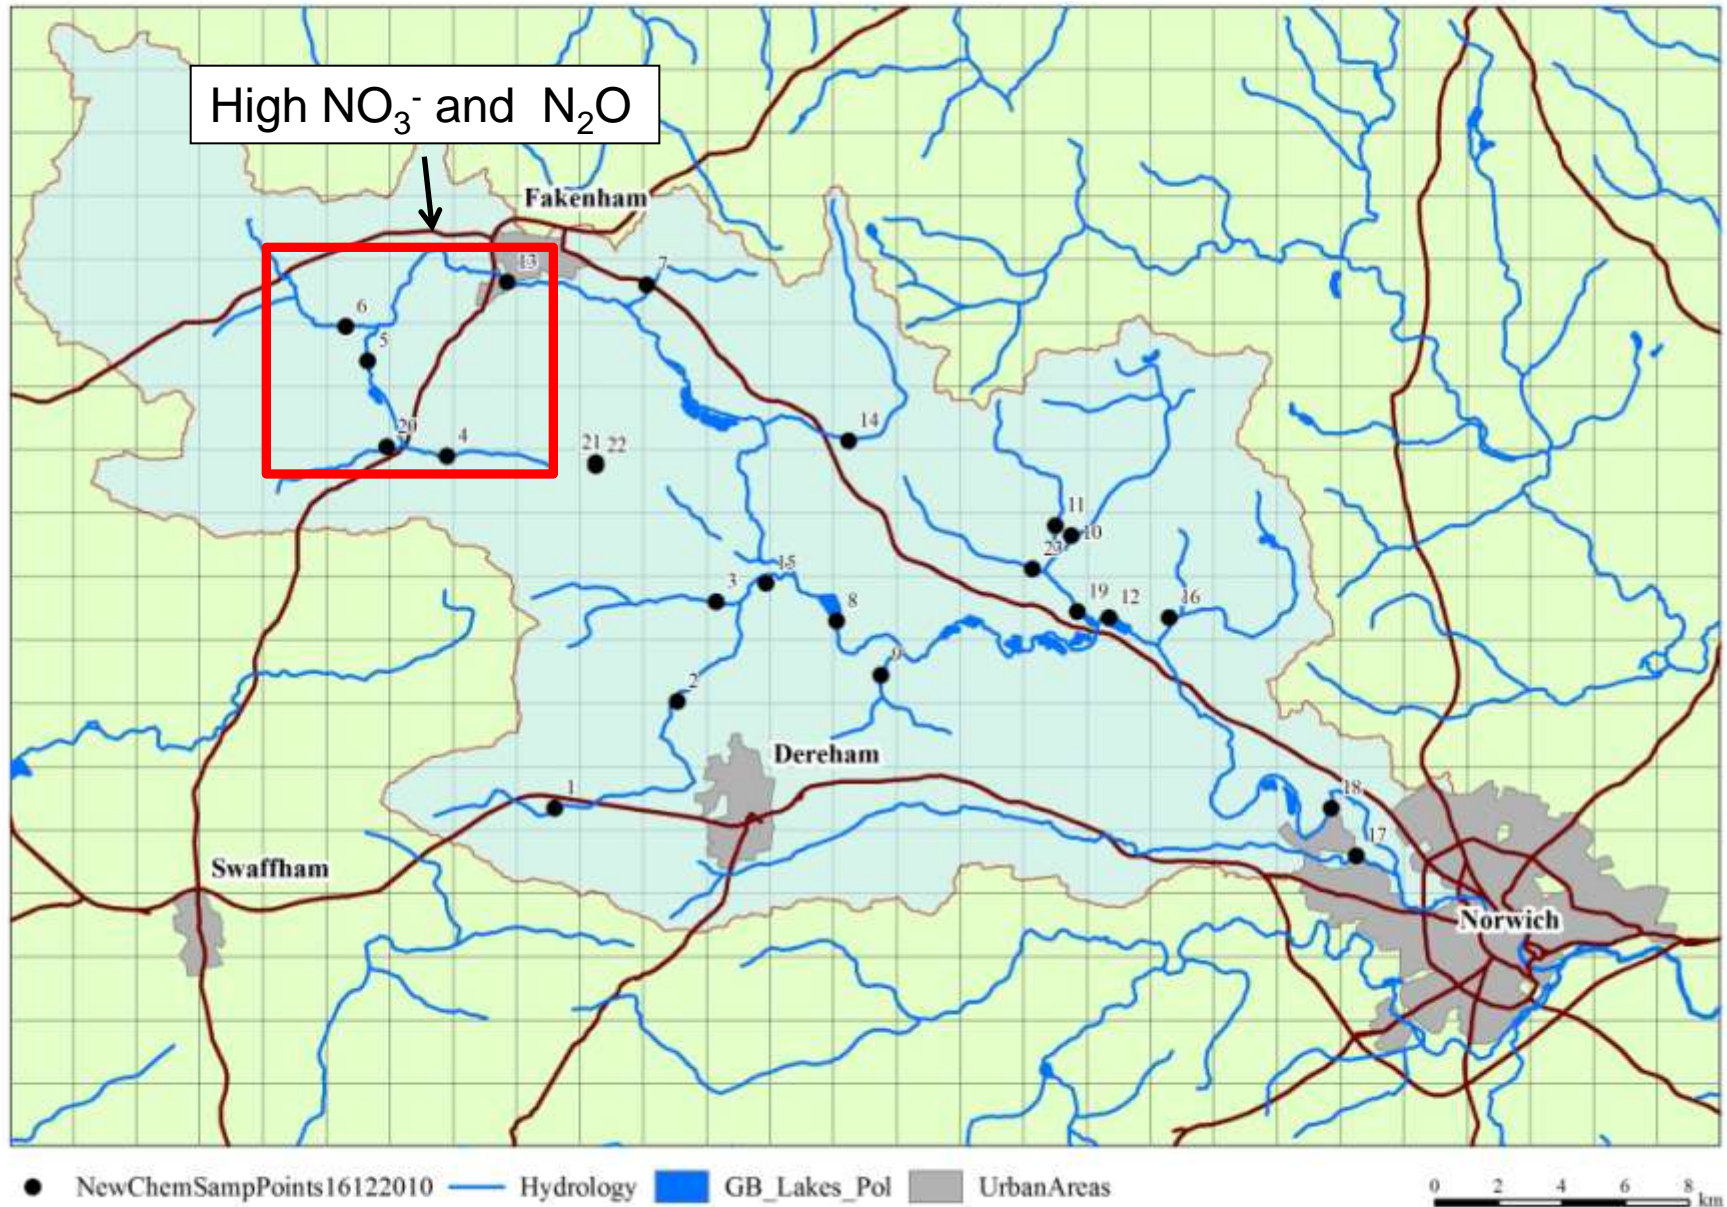 High NO₃⁻ and N₂O
Fakenham
13
7
6
5
20
4
21 22
14
11
10
23
15
3
8
19
12
16
9
2
Dereham
1
18
17
Swaffham
Norwich
NewChemSampPoints16122010
Hydrology
GB_Lakes_Pol
UrbanAreas
0 2 4 6 8 km